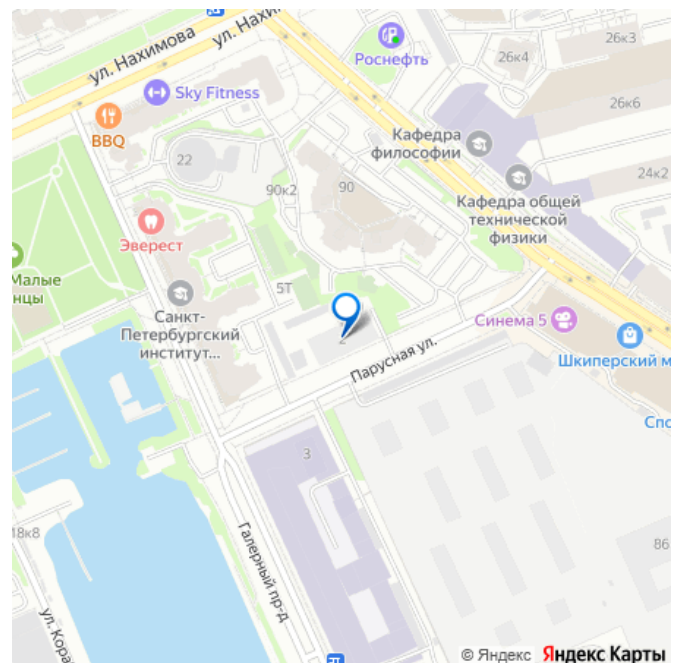 ул. Нахимова
ул. Нахимова
Роснефть
26к3
26к4
Sky Fitness
26к6
BBQ
Кафедра
философии
22
90к2
90
24к2
Кафедра общей
технической
физики
Эверест
Малые
нцы
5Т
Санкт-
Петербургский
институт...
2
Синема 5
Парусная ул.
Шкиперский м
Спо
3
18к8
Галерный пр-д
86
ул. Кора
© Яндекс Яндекс Карты